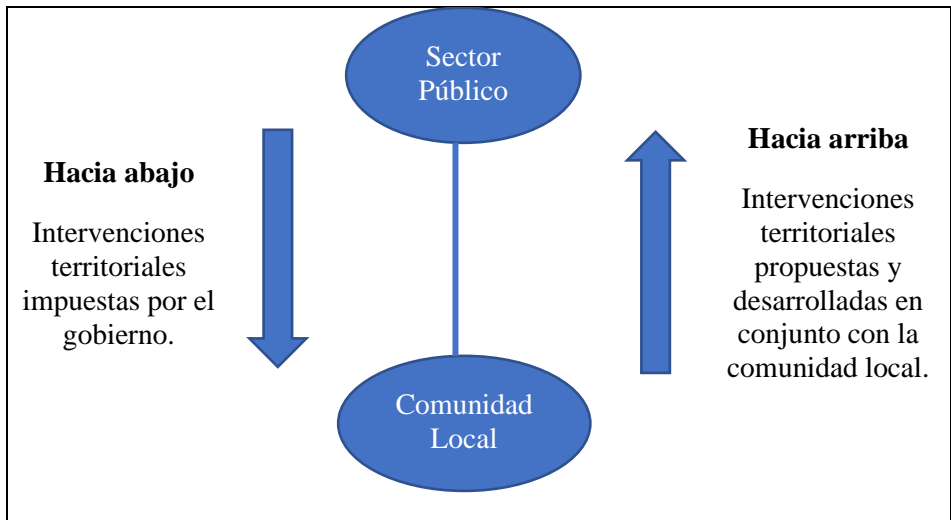 Sector
Público
Hacia abajo
Intervenciones
territoriales
impuestas por el
gobierno.
Hacia arriba
Intervenciones
territoriales
propuestas y
desarrolladas en
conjunto con la
comunidad local.
Comunidad
Local